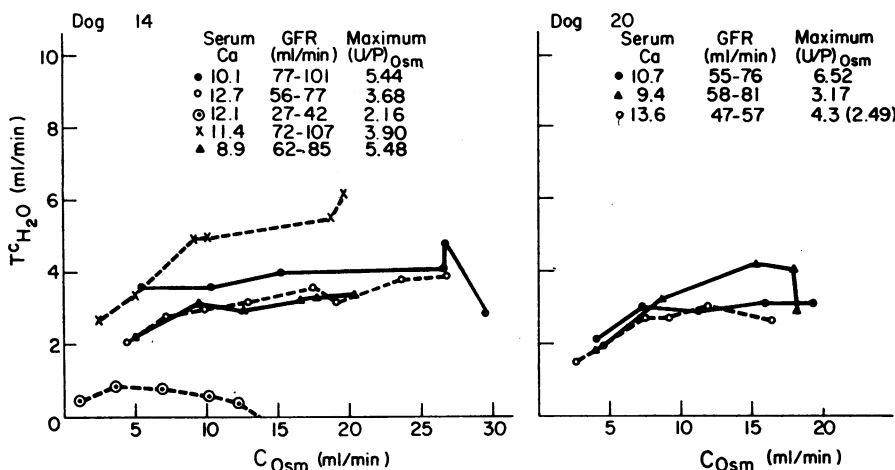 Dog 14
Serum GFR Maximum
Ca (ml/min) (U/P)Osm
10.1 77-101 5.44
12.7 56-77 3.68
12.1 27-42 2.16
11.4 72-107 3.90
8.9 62-85 5.48
10
8
6
4
2
0
5 10 15 20 25 30
TᶜH₂O (ml/min)
COsm (ml/min)
Dog 20
Serum GFR Maximum
Ca (ml/min) (U/P)Osm
10.7 55-76 6.52
9.4 58-81 3.17
13.6 47-57 4.3 (2.49)
5 10 15 20
COsm (ml/min)